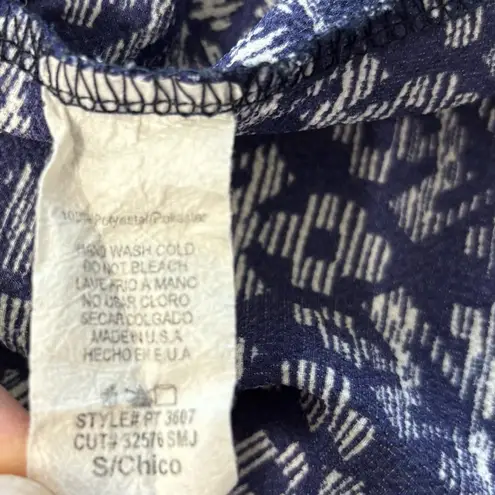 100% Polyester/Poliester
HAND WASH COLD
DO NOT BLEACH
LAVE FRIO A MANO
NO USAR CLORO
SECAR COLGADO
MADE IN U.S.A
HECHO EN E.U.A
STYLE# PT 3607
CUT# 32576 SMJ
S/Chico